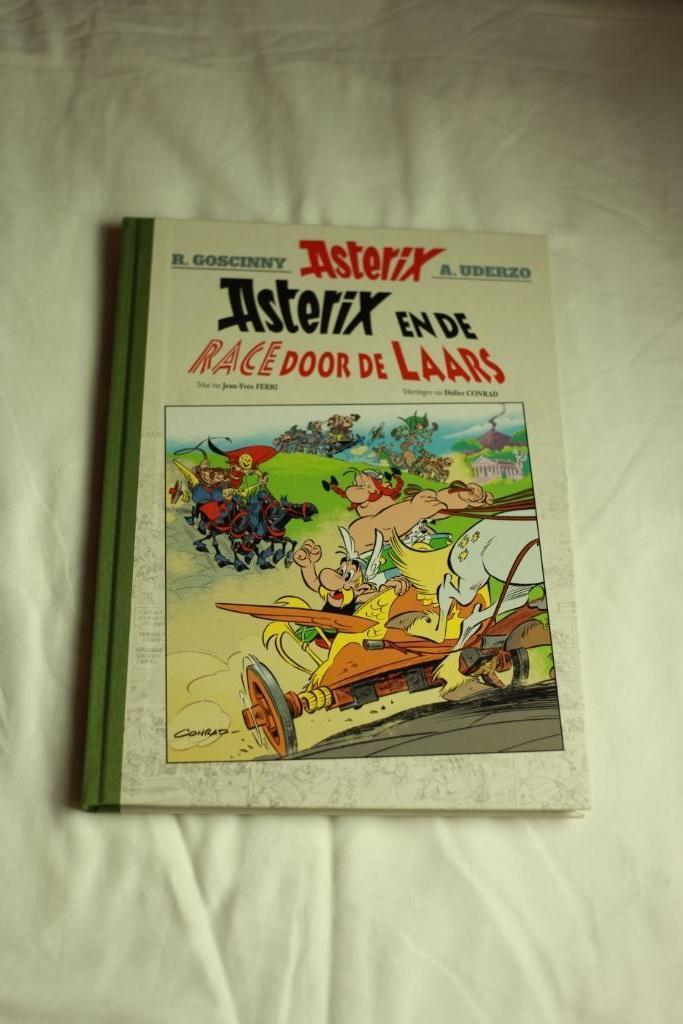 R. GOSCINNY Asterix A. UDERZO
Asterix EN DE
RACE DOOR DE LAARS
Tekst van Jean-Yves FERRI Tekeningen van Didier CONRAD
CONRAD